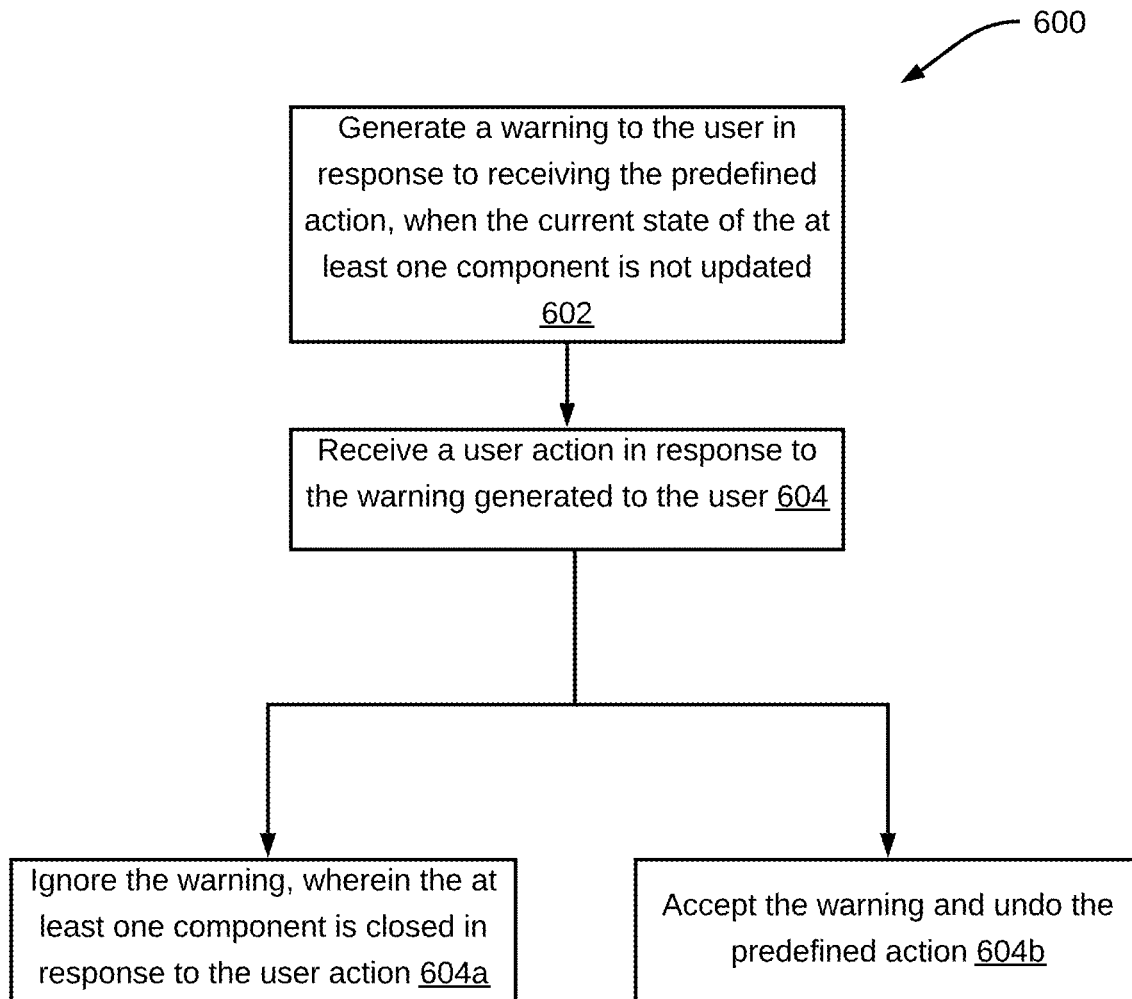 600
Generate a warning to the user in
response to receiving the predefined
action, when the current state of the at
least one component is not updated
602
Receive a user action in response to
the warning generated to the user 604
Ignore the warning, wherein the at
least one component is closed in
response to the user action 604a
Accept the warning and undo the
predefined action 604b